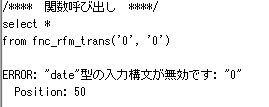 /****　関数呼び出し　****/
select *
from fnc_rfm_trans('0', '0')
ERROR: "date"型の入力構文が無効です: "0"
  Position: 50